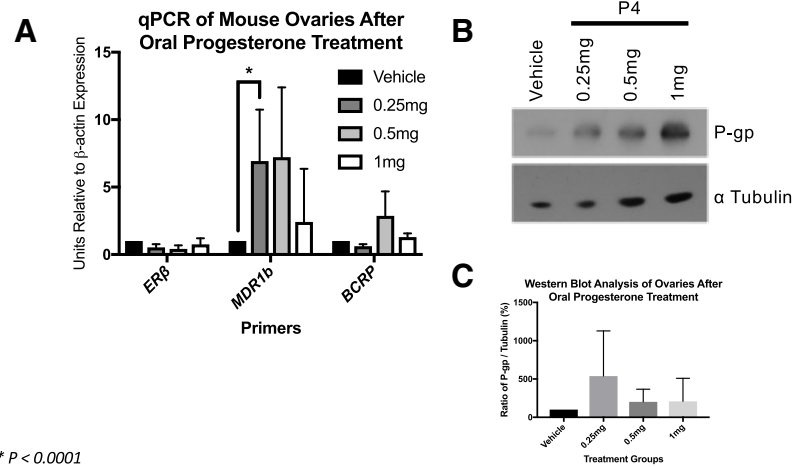 A
qPCR of Mouse Ovaries After
Oral Progesterone Treatment
Units Relative to β-actin Expression
15
10
5
0
*
Vehicle
0.25mg
0.5mg
1mg
ERβ
MDR1b
BCRP
Primers
* P < 0.0001
B
P4
Vehicle
0.25mg
0.5mg
1mg
P-gp
α Tubulin
C
Western Blot Analysis of Ovaries After
Oral Progesterone Treatment
Ratio of P-gp / Tubulin (%)
1500
1000
500
0
Vehicle
0.25mg
0.5mg
1mg
Treatment Groups